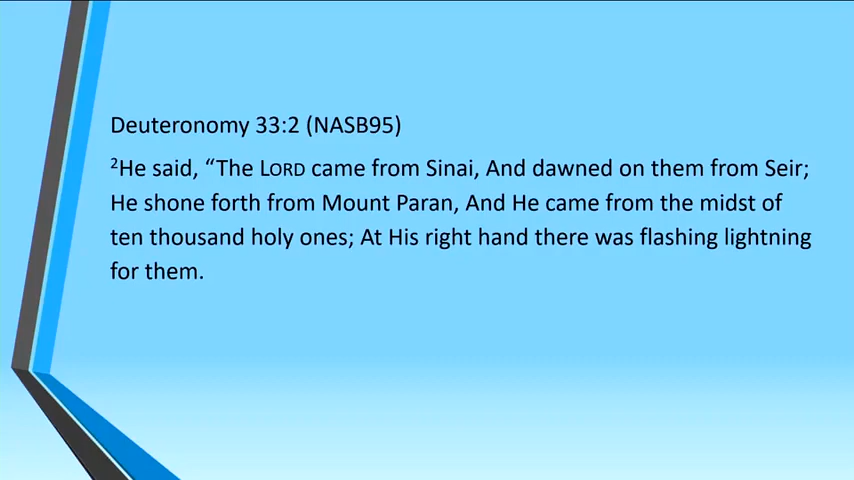 Deuteronomy 33:2 (NASB95)
²He said, “The LORD came from Sinai, And dawned on them from Seir;
He shone forth from Mount Paran, And He came from the midst of
ten thousand holy ones; At His right hand there was flashing lightning
for them.